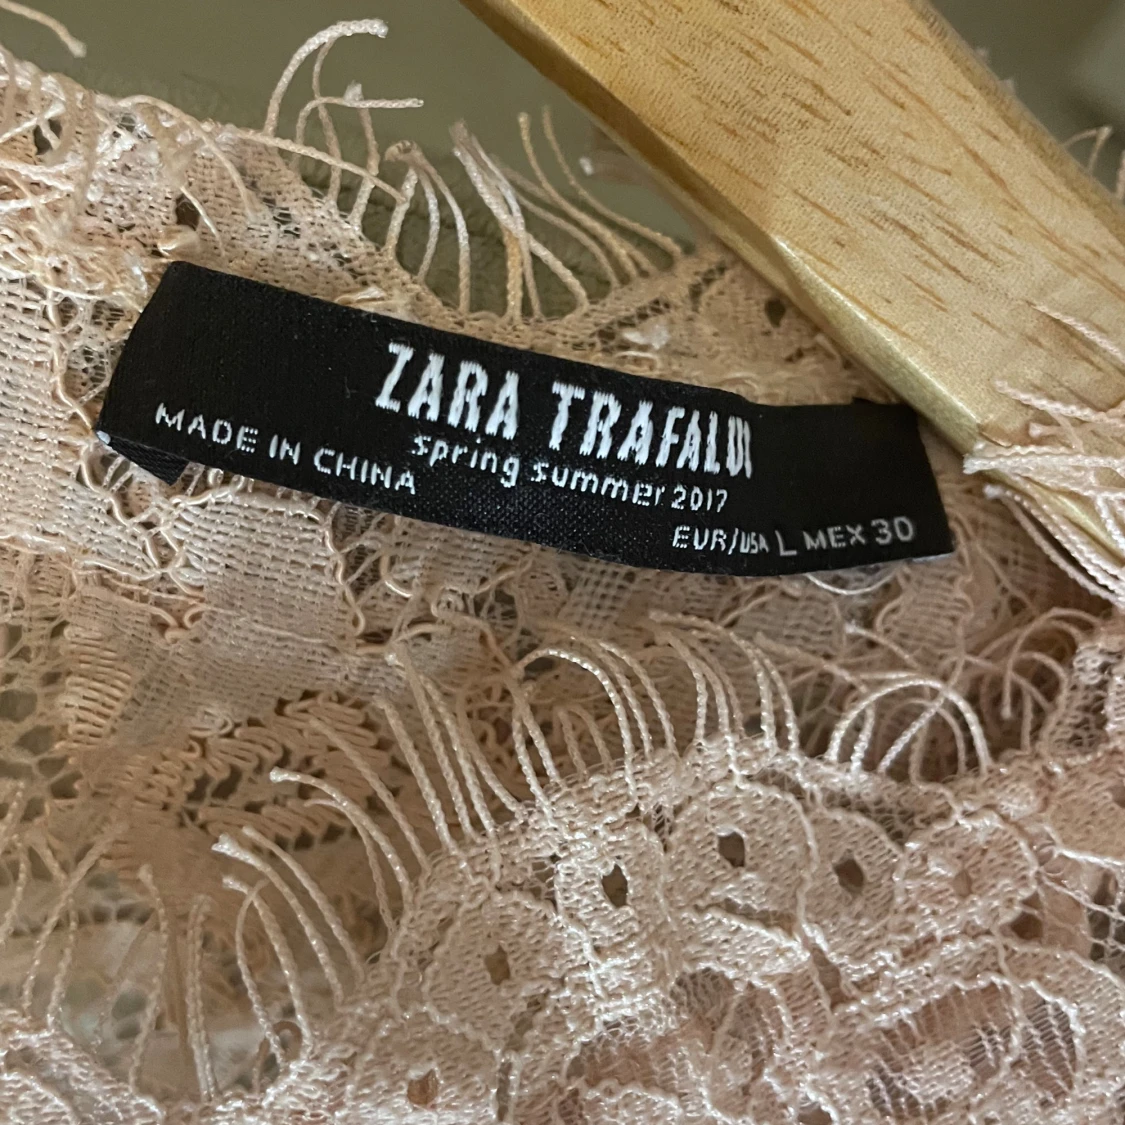 ZARA TRAFALUC
spring summer 2017
MADE IN CHINA
EUR/USA L MEX 30